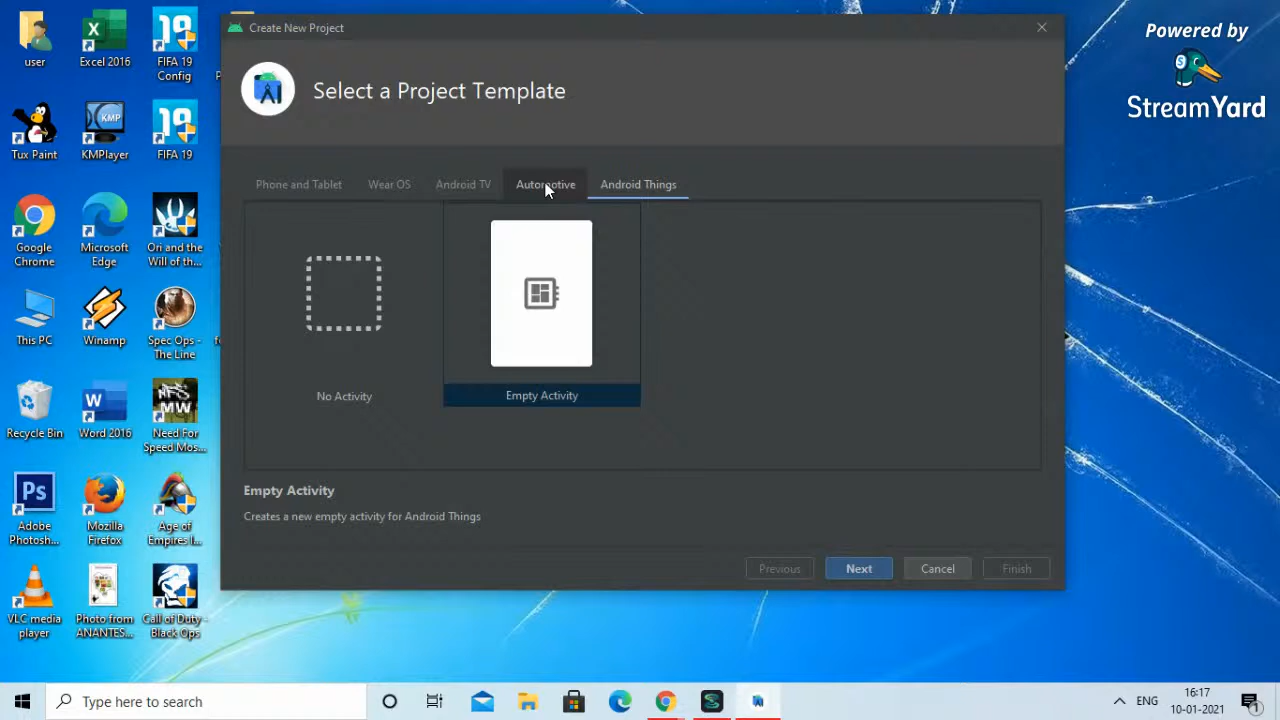 Create New Project
Select a Project Template
Phone and Tablet
Wear OS
Android TV
Automotive
Android Things
No Activity
Empty Activity
Empty Activity
Creates a new empty activity for Android Things
Previous
Next
Cancel
Finish
user
Excel 2016
FIFA 19
Config
Tux Paint
KMPlayer
FIFA 19
Google
Chrome
Microsoft
Edge
Ori and the
Will of th...
This PC
Winamp
Spec Ops -
The Line
Recycle Bin
Word 2016
Need For
Speed Mos...
Adobe
Photosh...
Mozilla
Firefox
Age of
Empires I...
VLC media
player
Photo from
ANANTES...
Call of Duty -
Black Ops
Powered by
StreamYard
Type here to search
ENG
16:17
10-01-2021